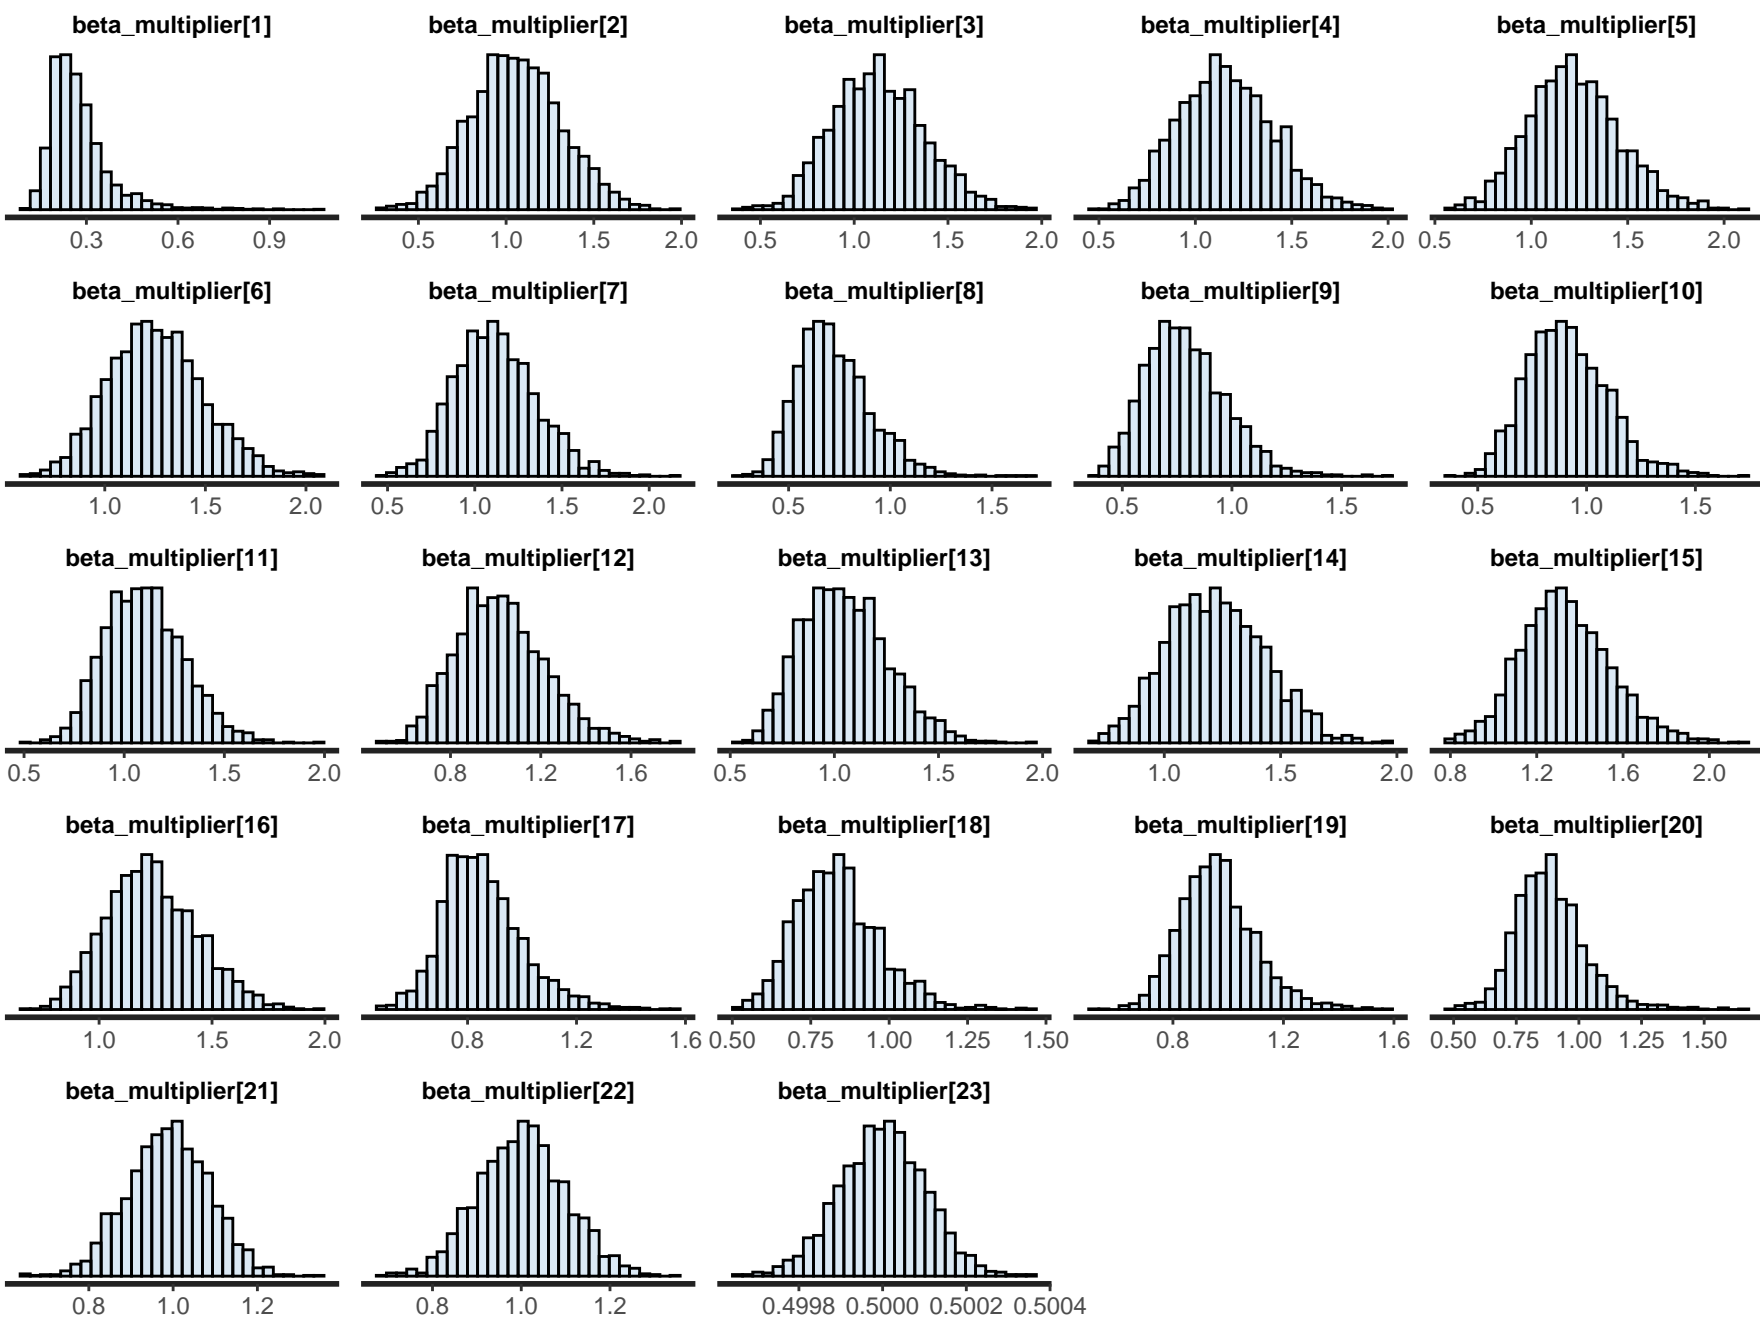 beta_multiplier[1] beta_multiplier[2] beta_multiplier[3] beta_multiplier[4] beta_multiplier[5]
0.3 0.6 0.9 0.5 1.0 1.5 2.0 0.5 1.0 1.5 2.0 0.5 1.0 1.5 2.0 0.5 1.0 1.5 2.0
beta_multiplier[6] beta_multiplier[7] beta_multiplier[8] beta_multiplier[9] beta_multiplier[10]
1.0 1.5 2.0 0.5 1.0 1.5 2.0 0.5 1.0 1.5 0.5 1.0 1.5 0.5 1.0 1.5
beta_multiplier[11] beta_multiplier[12] beta_multiplier[13] beta_multiplier[14] beta_multiplier[15]
0.5 1.0 1.5 2.0 0.8 1.2 1.6 0.5 1.0 1.5 2.0 1.0 1.5 2.0 0.8 1.2 1.6 2.0
beta_multiplier[16] beta_multiplier[17] beta_multiplier[18] beta_multiplier[19] beta_multiplier[20]
1.0 1.5 2.0 0.8 1.2 1.6 0.50 0.75 1.00 1.25 1.50 0.8 1.2 1.6 0.50 0.75 1.00 1.25 1.50
beta_multiplier[21] beta_multiplier[22] beta_multiplier[23]
0.8 1.0 1.2 0.8 1.0 1.2 0.4998 0.5000 0.5002 0.5004